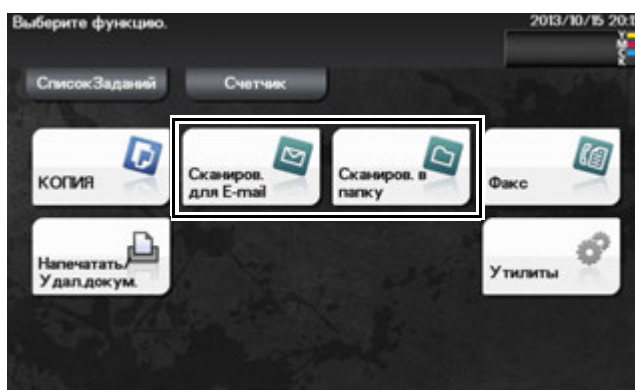 Выберите функцию.
2013/10/15 20:1
Y
M
C
K
СписокЗаданий
Счетчик
КОПИЯ
Сканиров.
для E-mail
Сканиров. в
папку
Факс
Напечатать/
Удал.докум.
Утилиты